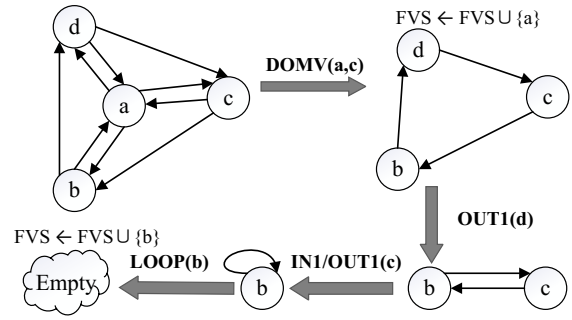 FVS ← FVS ∪ {a}
d
DOMV(a,c)
d
a
c
c
b
b
OUT1(d)
FVS ← FVS ∪ {b}
LOOP(b)
IN1/OUT1(c)
Empty
b
b
c